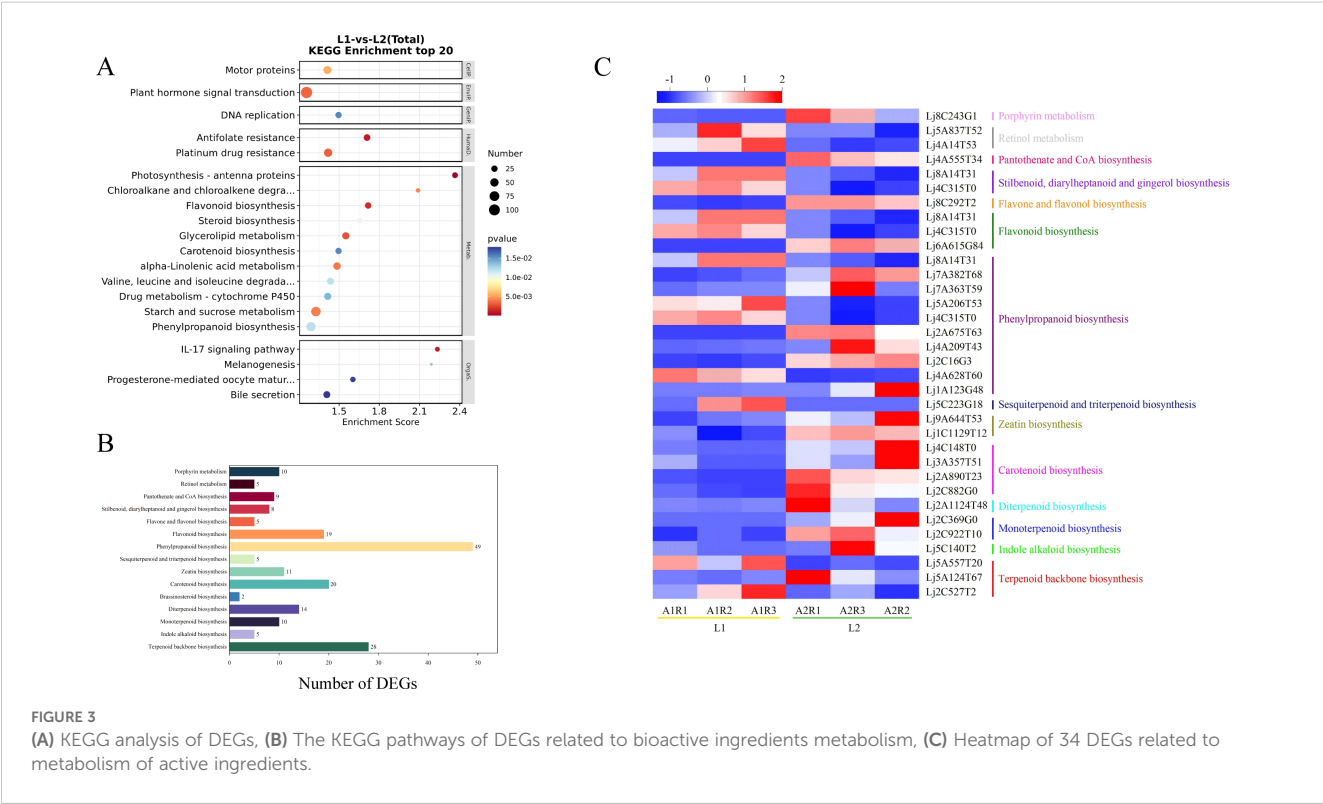 A
L1-vs-L2(Total)
KEGG Enrichment top 20
Motor proteins
Plant hormone signal transduction
DNA replication
Antifolate resistance
Platinum drug resistance
Photosynthesis - antenna proteins
Chloroalkane and chloroalkene degra...
Flavonoid biosynthesis
Steroid biosynthesis
Glycerolipid metabolism
Carotenoid biosynthesis
alpha-Linolenic acid metabolism
Valine, leucine and isoleucine degrada...
Drug metabolism - cytochrome P450
Starch and sucrose metabolism
Phenylpropanoid biosynthesis
IL-17 signaling pathway
Melanogenesis
Progesterone-mediated oocyte matur...
Bile secretion
CellP.
EnvIP.
GenIP.
HumaD.
Metab.
OrgaS.
1.5 1.8 2.1 2.4
Enrichment Score
Number
25
50
75
100
pvalue
1.5e-02
1.0e-02
5.0e-03
B
Porphyrin metabolism 10
Retinol metabolism 5
Pantothenate and CoA biosynthesis 9
Stilbenoid, diarylheptanoid and gingerol biosynthesis 8
Flavone and flavonol biosynthesis 5
Flavonoid biosynthesis 19
Phenylpropanoid biosynthesis 49
Sesquiterpenoid and triterpenoid biosynthesis 5
Zeatin biosynthesis 11
Carotenoid biosynthesis 20
Brassinosteroid biosynthesis 2
Diterpenoid biosynthesis 14
Monoterpenoid biosynthesis 10
Indole alkaloid biosynthesis 5
Terpenoid backbone biosynthesis 28
0 10 20 30 40 50
Number of DEGs
C
-1 0 1 2
Lj8C243G1
Lj5A837T52
Lj4A14T53
Lj4A555T34
Lj8A14T31
Lj4C315T0
Lj8C292T2
Lj8A14T31
Lj4C315T0
Lj6A615G84
Lj8A14T31
Lj7A382T68
Lj7A363T59
Lj5A206T53
Lj4C315T0
Lj2A675T63
Lj4A209T43
Lj2C16G3
Lj4A628T60
Lj1A123G48
Lj5C223G18
Lj9A644T53
Lj1C1129T12
Lj4C148T0
Lj3A357T51
Lj2A890T23
Lj2C882G0
Lj2A1124T48
Lj2C369G0
Lj2C922T10
Lj5C140T2
Lj5A557T20
Lj5A124T67
Lj2C527T2
Porphyrin metabolism
Retinol metabolism
Pantothenate and CoA biosynthesis
Stilbenoid, diarylheptanoid and gingerol biosynthesis
Flavone and flavonol biosynthesis
Flavonoid biosynthesis
Phenylpropanoid biosynthesis
Sesquiterpenoid and triterpenoid biosynthesis
Zeatin biosynthesis
Carotenoid biosynthesis
Diterpenoid biosynthesis
Monoterpenoid biosynthesis
Indole alkaloid biosynthesis
Terpenoid backbone biosynthesis
A1R1 A1R2 A1R3 A2R1 A2R3 A2R2
L1 L2
FIGURE 3
(A) KEGG analysis of DEGs, (B) The KEGG pathways of DEGs related to bioactive ingredients metabolism, (C) Heatmap of 34 DEGs related to
metabolism of active ingredients.